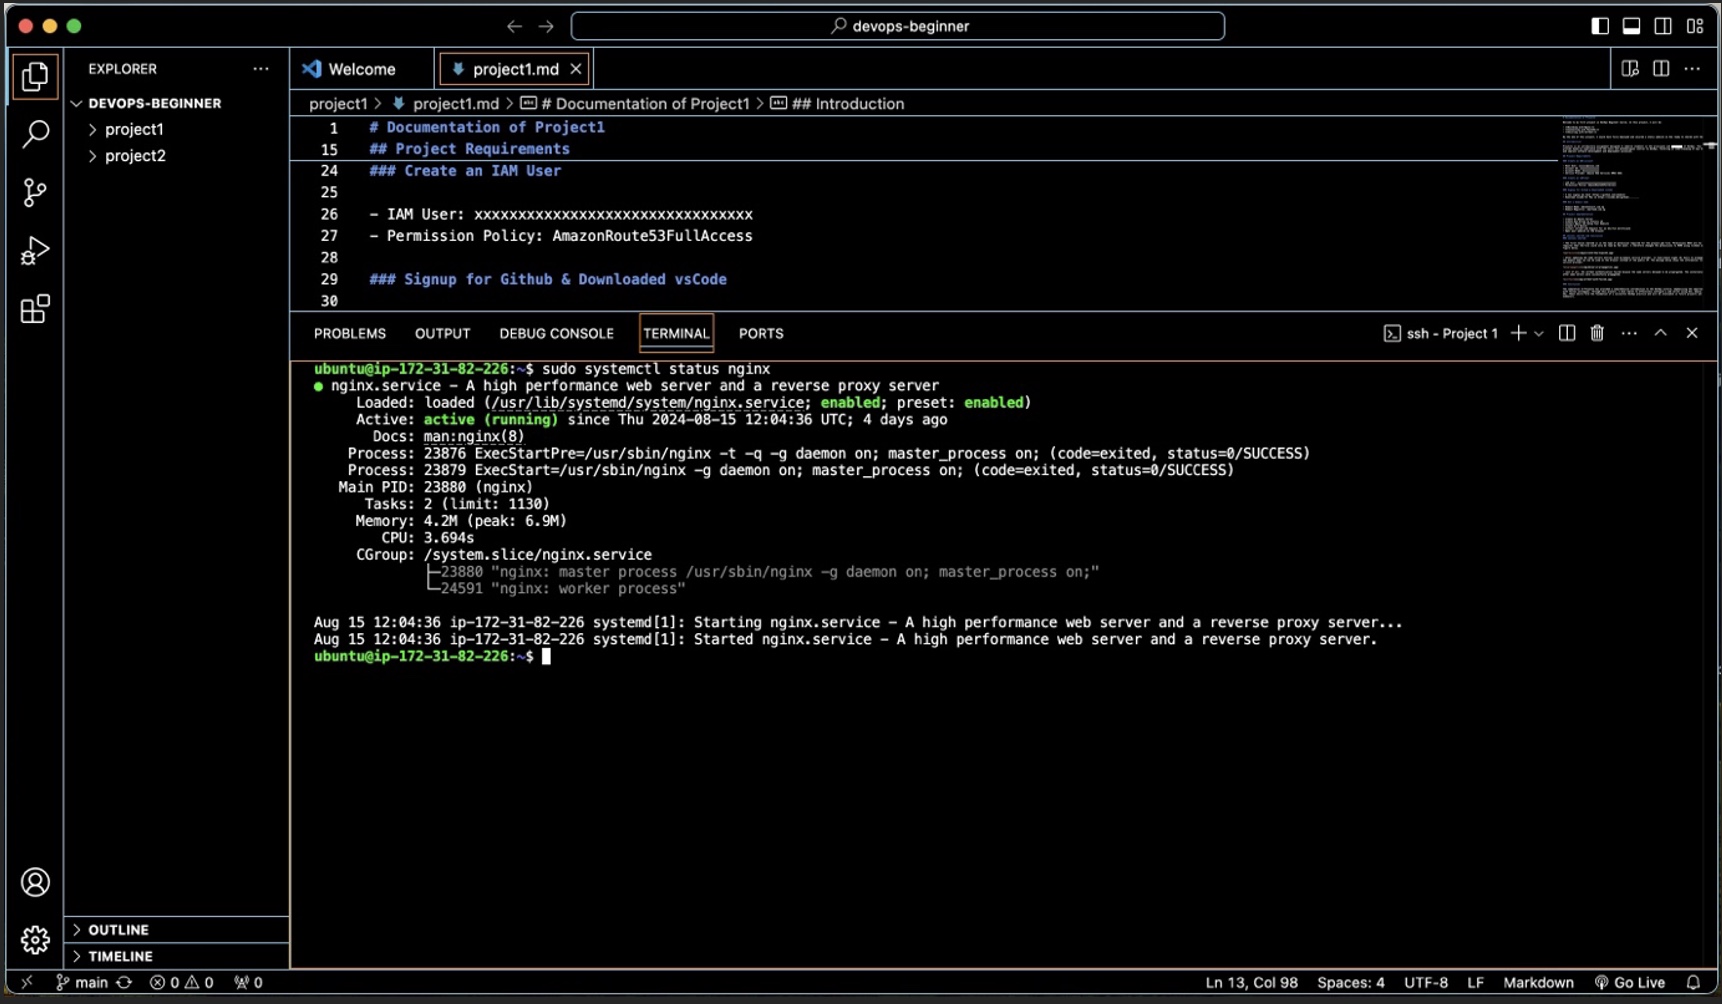 devops-beginner
EXPLORER
DEVOPS-BEGINNER
project1
project2
OUTLINE
TIMELINE
Welcome
project1.md
project1 > project1.md > # Documentation of Project1 > ## Introduction
1 # Documentation of Project1
15 ## Project Requirements
24 ### Create an IAM User
25
26 - IAM User: xxxxxxxxxxxxxxxxxxxxxxxxxxxxxxxx
27 - Permission Policy: AmazonRoute53FullAccess
28
29 ### Signup for Github & Downloaded vsCode
30
PROBLEMS OUTPUT DEBUG CONSOLE TERMINAL PORTS
ssh - Project 1
ubuntu@ip-172-31-82-226:~$ sudo systemctl status nginx
● nginx.service - A high performance web server and a reverse proxy server
Loaded: loaded (/usr/lib/systemd/system/nginx.service; enabled; preset: enabled)
Active: active (running) since Thu 2024-08-15 12:04:36 UTC; 4 days ago
Docs: man:nginx(8)
Process: 23876 ExecStartPre=/usr/sbin/nginx -t -q -g daemon on; master_process on; (code=exited, status=0/SUCCESS)
Process: 23879 ExecStart=/usr/sbin/nginx -g daemon on; master_process on; (code=exited, status=0/SUCCESS)
Main PID: 23880 (nginx)
Tasks: 2 (limit: 1130)
Memory: 4.2M (peak: 6.9M)
CPU: 3.694s
CGroup: /system.slice/nginx.service
├─23880 "nginx: master process /usr/sbin/nginx -g daemon on; master_process on;"
└─24591 "nginx: worker process"
Aug 15 12:04:36 ip-172-31-82-226 systemd[1]: Starting nginx.service - A high performance web server and a reverse proxy server...
Aug 15 12:04:36 ip-172-31-82-226 systemd[1]: Started nginx.service - A high performance web server and a reverse proxy server.
ubuntu@ip-172-31-82-226:~$
main 0 0 0 Ln 13, Col 98 Spaces: 4 UTF-8 LF Markdown Go Live